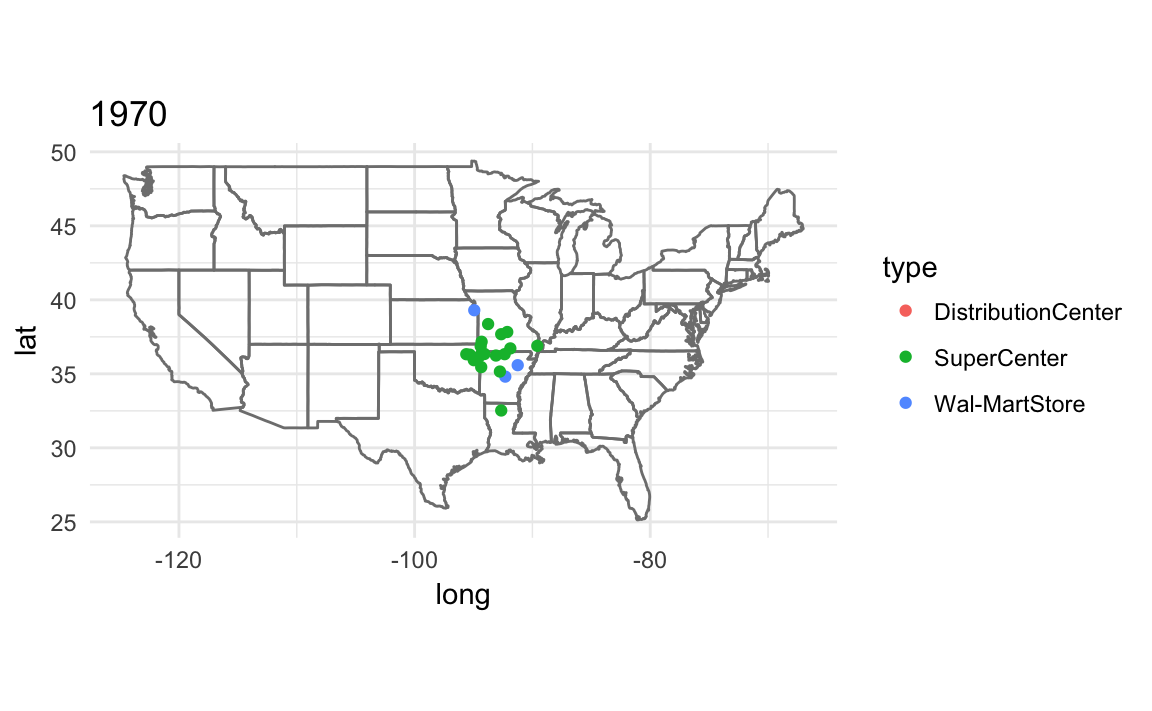 1970
50
45
40
35
30
25
lat
-120 -100 -80
long
type
DistributionCenter
SuperCenter
Wal-MartStore